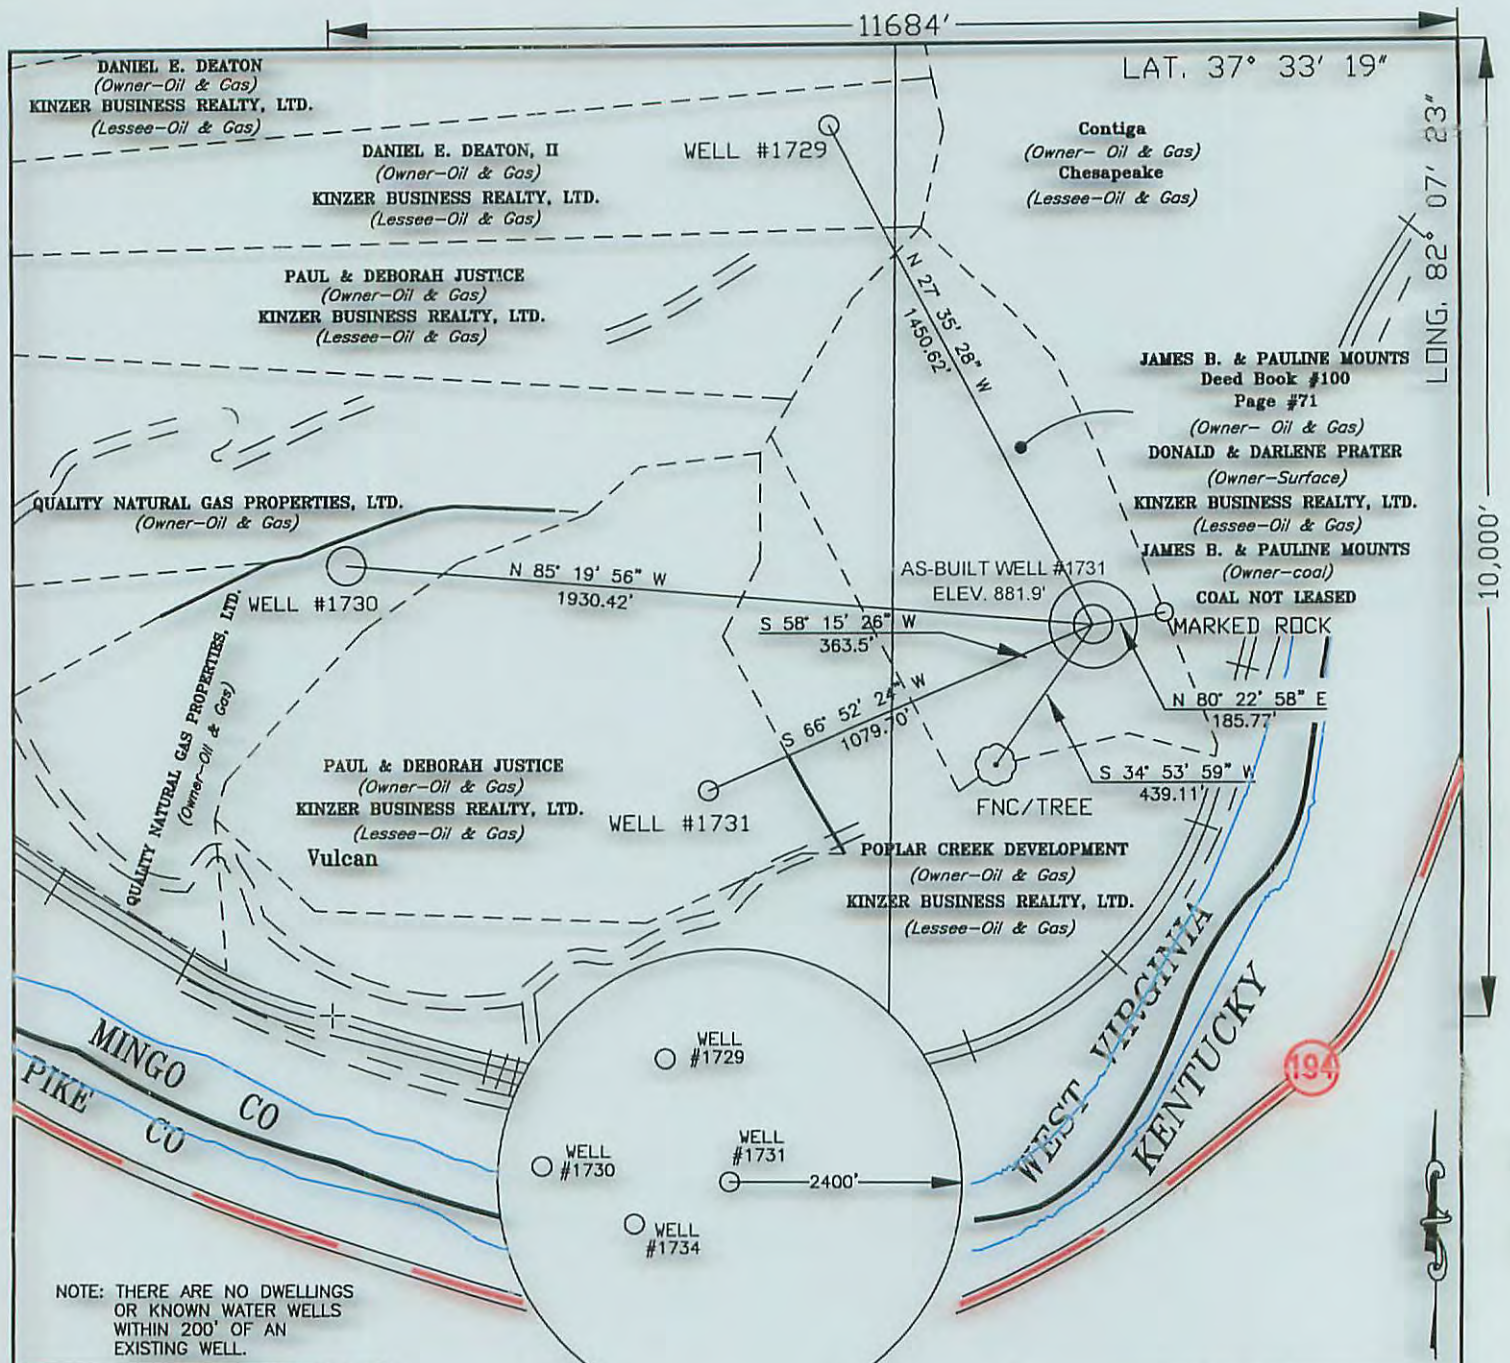 11684'
LAT. 37° 33' 19"
LONG. 82° 07' 23"
10,000'
DANIEL E. DEATON
(Owner-Oil & Gas)
KINZER BUSINESS REALTY, LTD.
(Lessee-Oil & Gas)
DANIEL E. DEATON, II
(Owner-Oil & Gas)
KINZER BUSINESS REALTY, LTD.
(Lessee-Oil & Gas)
WELL #1729
Contiga
(Owner- Oil & Gas)
Chesapeake
(Lessee-Oil & Gas)
PAUL & DEBORAH JUSTICE
(Owner-Oil & Gas)
KINZER BUSINESS REALTY, LTD.
(Lessee-Oil & Gas)
N 27° 35' 28" W
1450.62'
JAMES B. & PAULINE MOUNTS
Deed Book #100
Page #71
(Owner- Oil & Gas)
DONALD & DARLENE PRATER
(Owner-Surface)
KINZER BUSINESS REALTY, LTD.
(Lessee-Oil & Gas)
JAMES B. & PAULINE MOUNTS
(Owner-coal)
COAL NOT LEASED
QUALITY NATURAL GAS PROPERTIES, LTD.
(Owner-Oil & Gas)
WELL #1730
N 85° 19' 56" W
1930.42'
AS-BUILT WELL #1731
ELEV. 881.9'
MARKED ROCK
S 58° 15' 26" W
363.5'
N 80° 22' 58" E
185.77'
S 66° 52' 24" W
1079.70'
S 34° 53' 59" W
439.11'
QUALITY NATURAL GAS PROPERTIES, LTD.
(Owner-Oil & Gas)
PAUL & DEBORAH JUSTICE
(Owner-Oil & Gas)
KINZER BUSINESS REALTY, LTD.
(Lessee-Oil & Gas)
Vulcan
WELL #1731
FNC/TREE
POPLAR CREEK DEVELOPMENT
(Owner-Oil & Gas)
KINZER BUSINESS REALTY, LTD.
(Lessee-Oil & Gas)
WEST VIRGINIA
KENTUCKY
194
MINGO CO
PIKE CO
WELL
#1729
WELL
#1730
WELL
#1731
2400'
WELL
#1734
NOTE: THERE ARE NO DWELLINGS
OR KNOWN WATER WELLS
WITHIN 200' OF AN
EXISTING WELL.